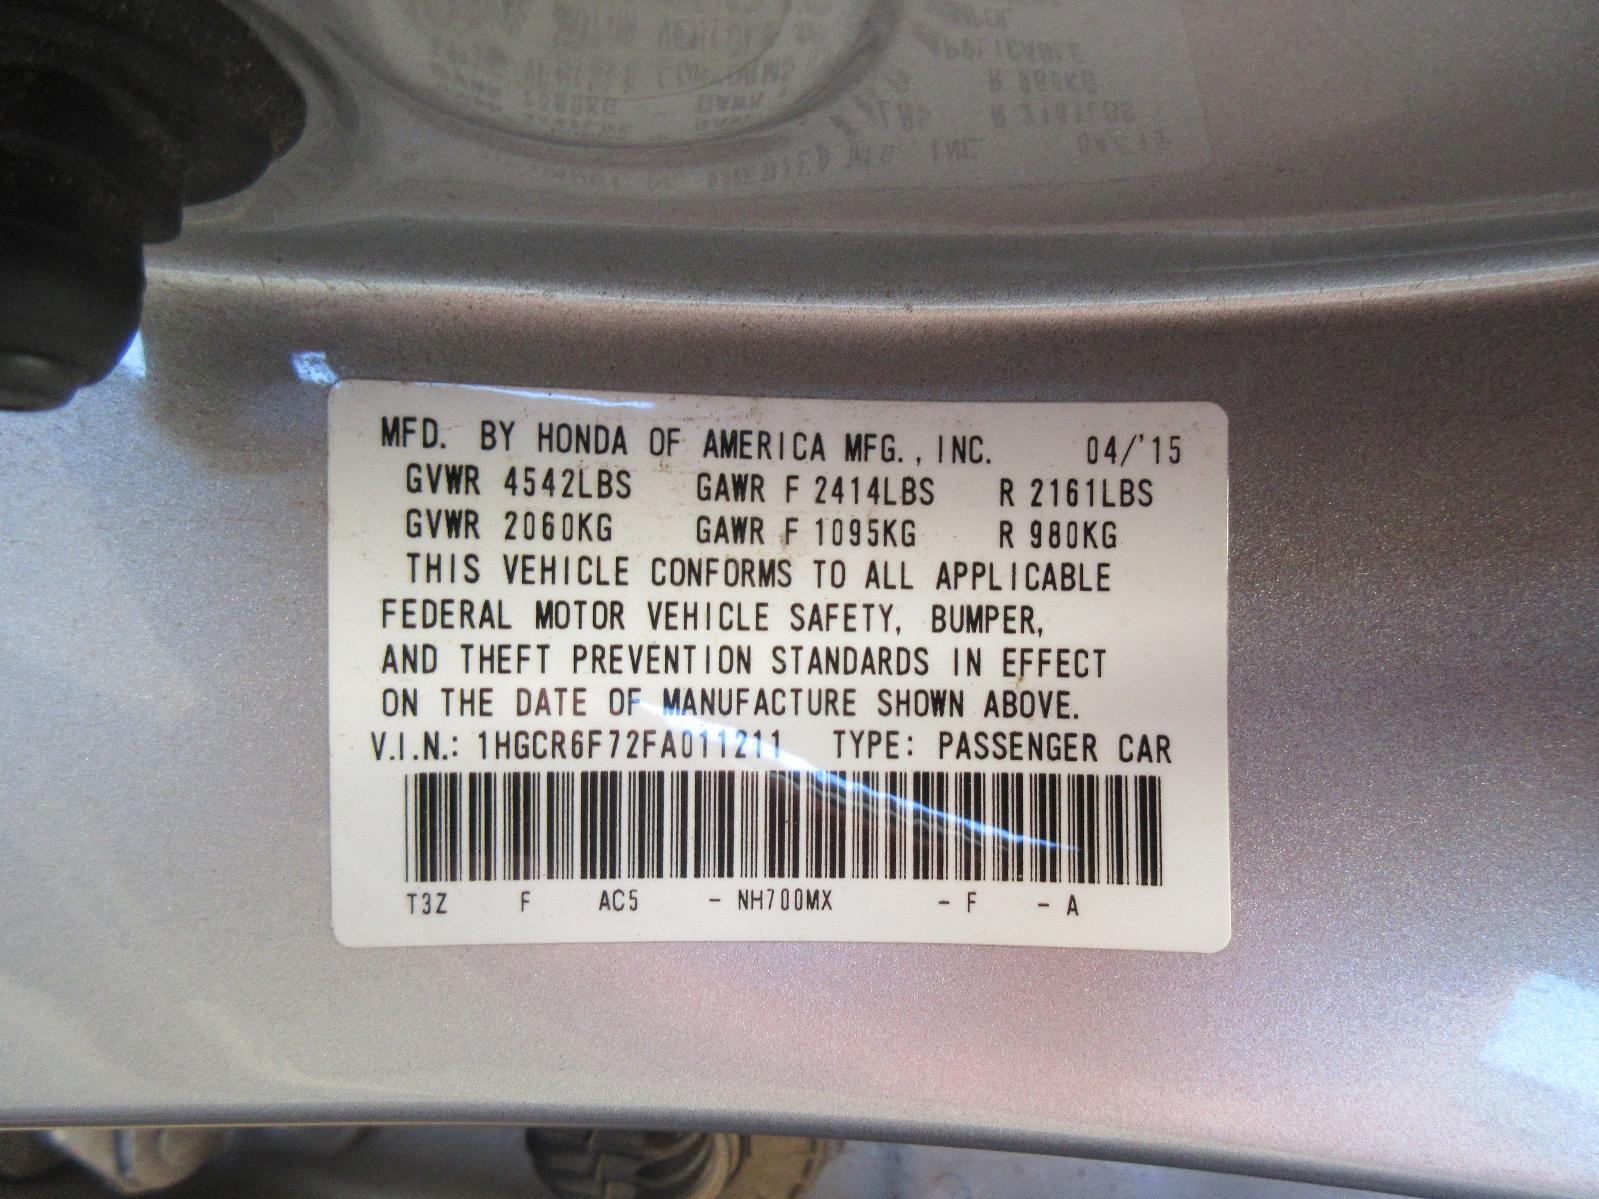 MFD. BY HONDA OF AMERICA MFG., INC. 04/'15
GVWR 4542LBS GAWR F 2414LBS R 2161LBS
GVWR 2060KG GAWR F 1095KG R 980KG
THIS VEHICLE CONFORMS TO ALL APPLICABLE
FEDERAL MOTOR VEHICLE SAFETY, BUMPER,
AND THEFT PREVENTION STANDARDS IN EFFECT
ON THE DATE OF MANUFACTURE SHOWN ABOVE.
V.I.N.: 1HGCR6F72FA011211 TYPE: PASSENGER CAR
T3Z F AC5 - NH700MX - F - A